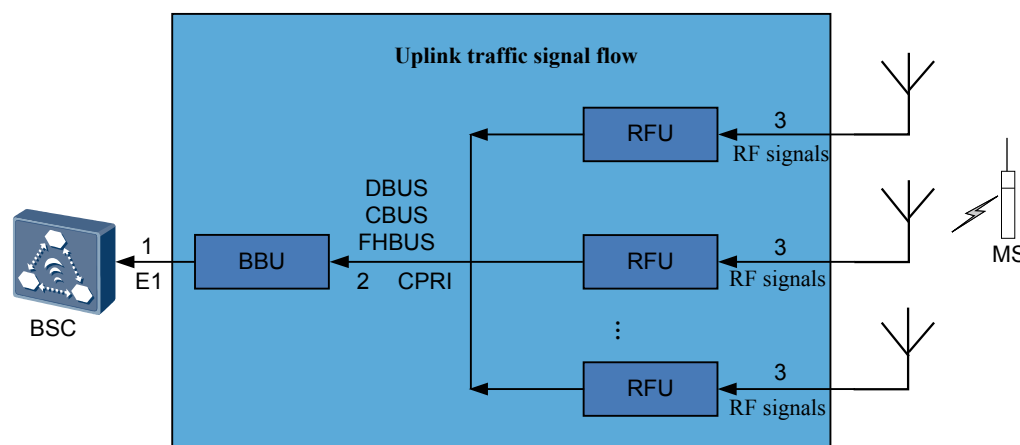 Uplink traffic signal flow
RFU
3
RF signals
DBUS
CBUS
FHBUS
1
E1
BBU
2 CPRI
RFU
3
RF signals
MS
BSC
⋮
RFU
3
RF signals